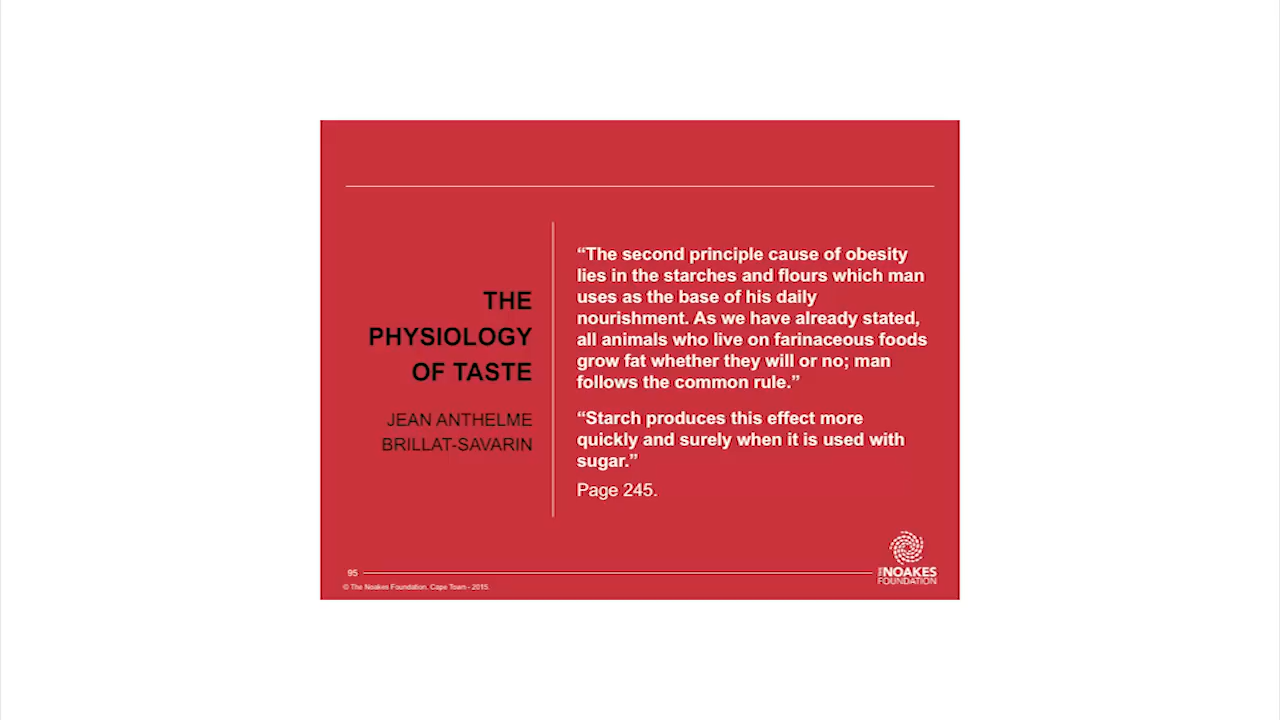 THE
PHYSIOLOGY
OF TASTE
JEAN ANTHELME
BRILLAT-SAVARIN
“The second principle cause of obesity
lies in the starches and flours which man
uses as the base of his daily
nourishment. As we have already stated,
all animals who live on farinaceous foods
grow fat whether they will or no; man
follows the common rule.”
“Starch produces this effect more
quickly and surely when it is used with
sugar.”
Page 245.
95
© The Noakes Foundation. Cape Town - 2015.
THE NOAKES
FOUNDATION